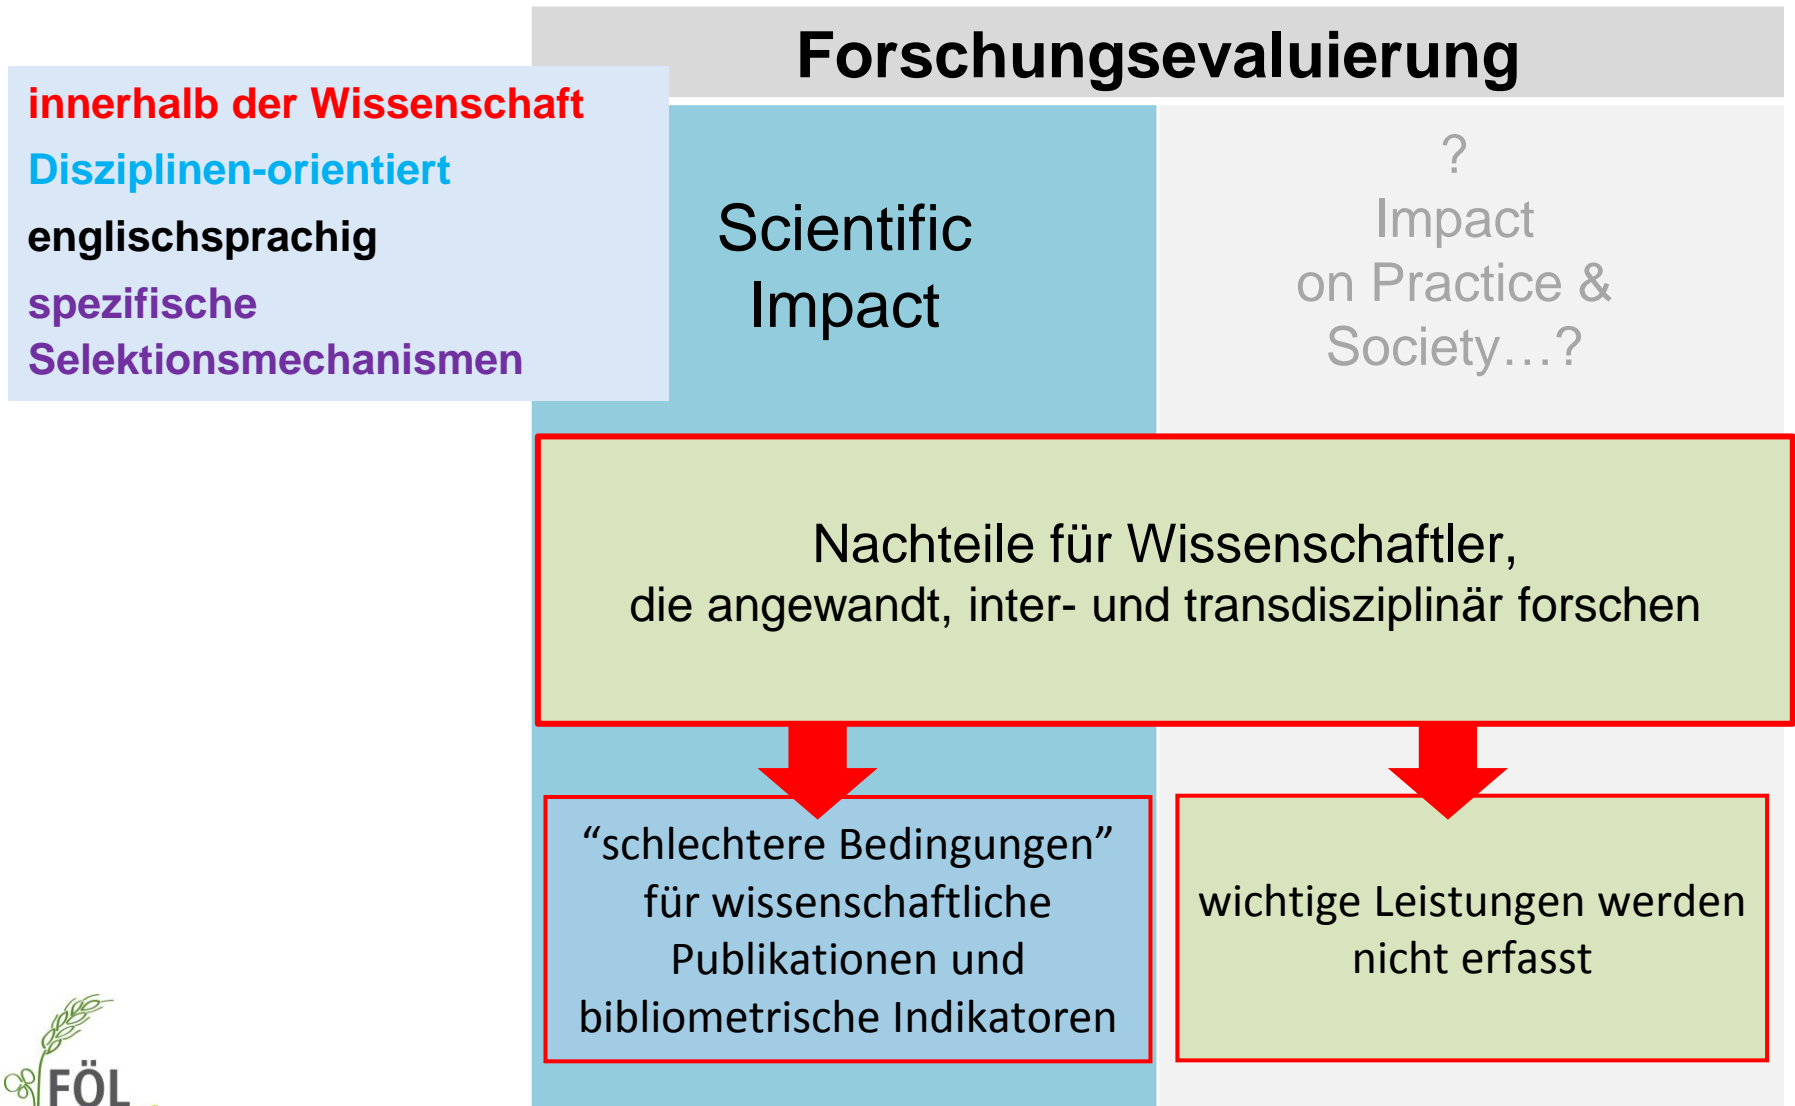 Forschungsevaluierung
innerhalb der Wissenschaft
Disziplinen-orientiert
englischsprachig
spezifische
Selektionsmechanismen
Scientific
Impact
?
Impact
on Practice &
Society…?
Nachteile für Wissenschaftler,
die angewandt, inter- und transdisziplinär forschen
“schlechtere Bedingungen”
für wissenschaftliche
Publikationen und
bibliometrische Indikatoren
wichtige Leistungen werden
nicht erfasst
FÖL